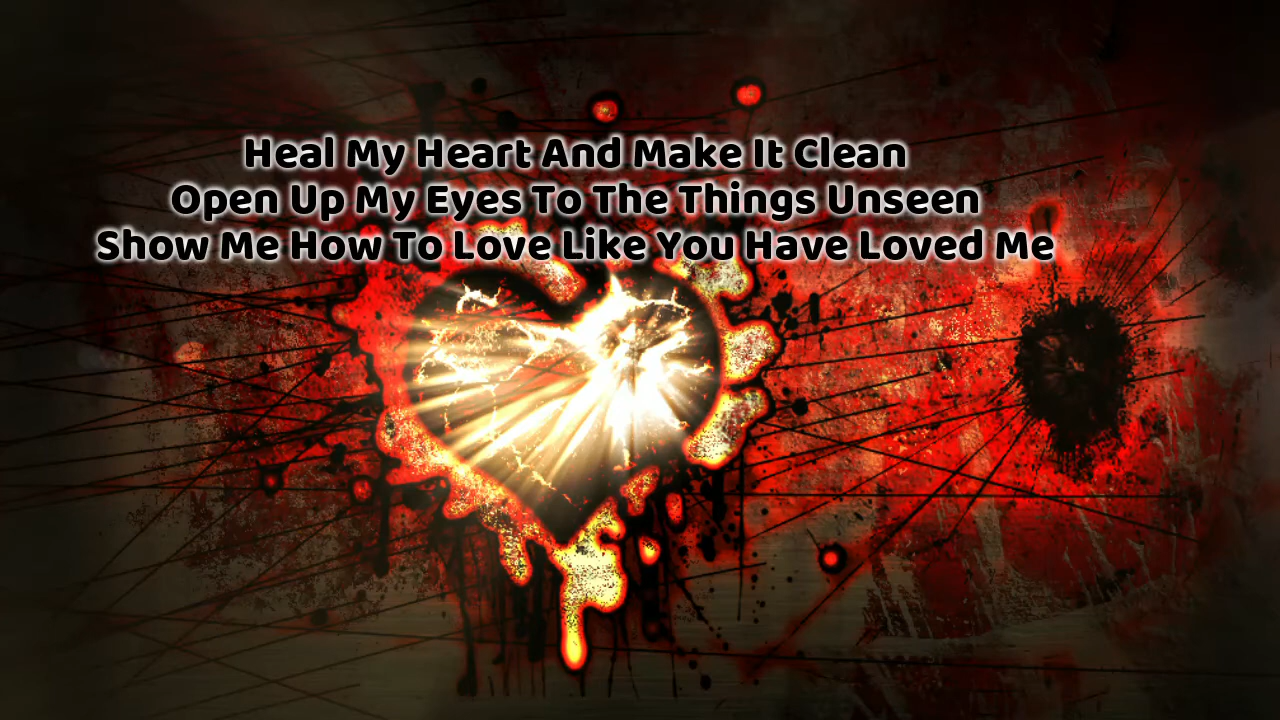 Heal My Heart And Make It Clean
Open Up My Eyes To The Things Unseen
Show Me How To Love Like You Have Loved Me